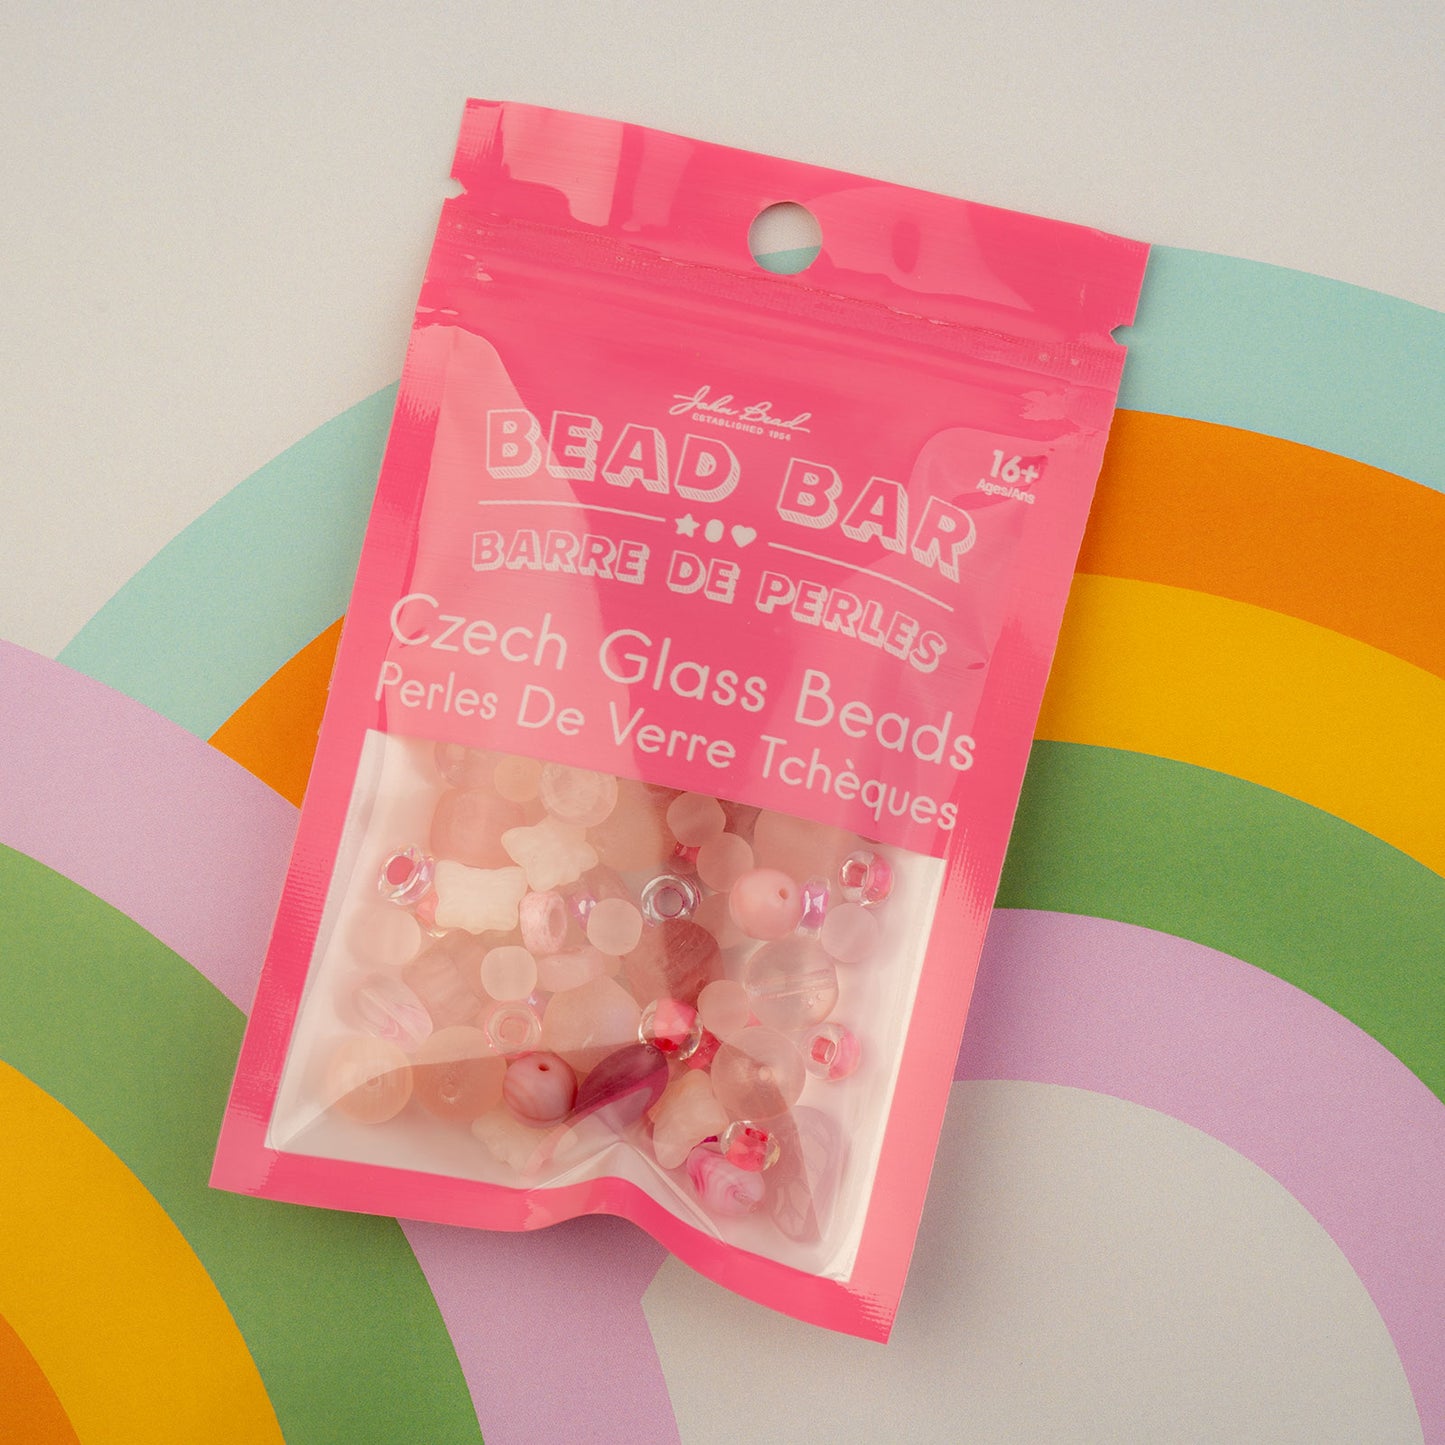 John Bead
ESTABLISHED 1954
BEAD BAR
16+
Ages/Ans
BARRE DE PERLES
Czech Glass Beads
Perles De Verre Tchèques